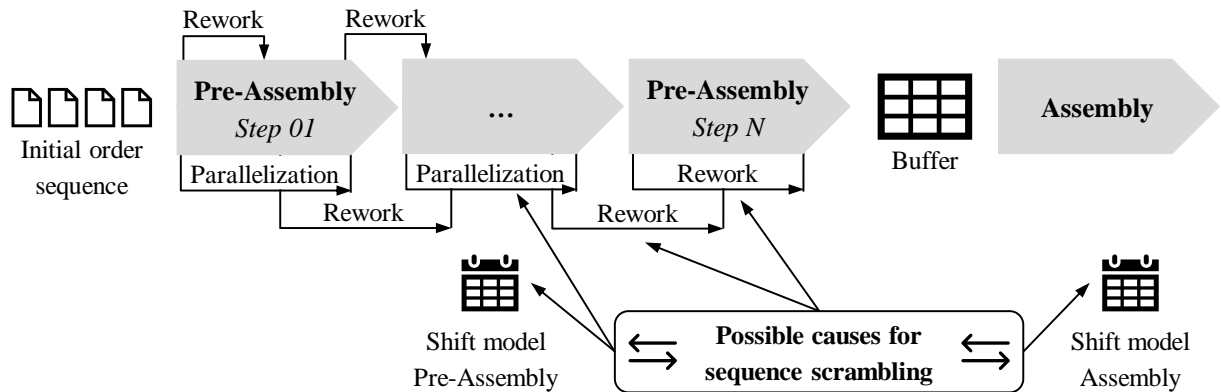 Rework
Rework
Pre-Assembly
Step 01
...
Pre-Assembly
Step N
Assembly
Initial order
sequence
Buffer
Parallelization
Parallelization
Rework
Rework
Rework
Shift model
Pre-Assembly
Possible causes for
sequence scrambling
Shift model
Assembly